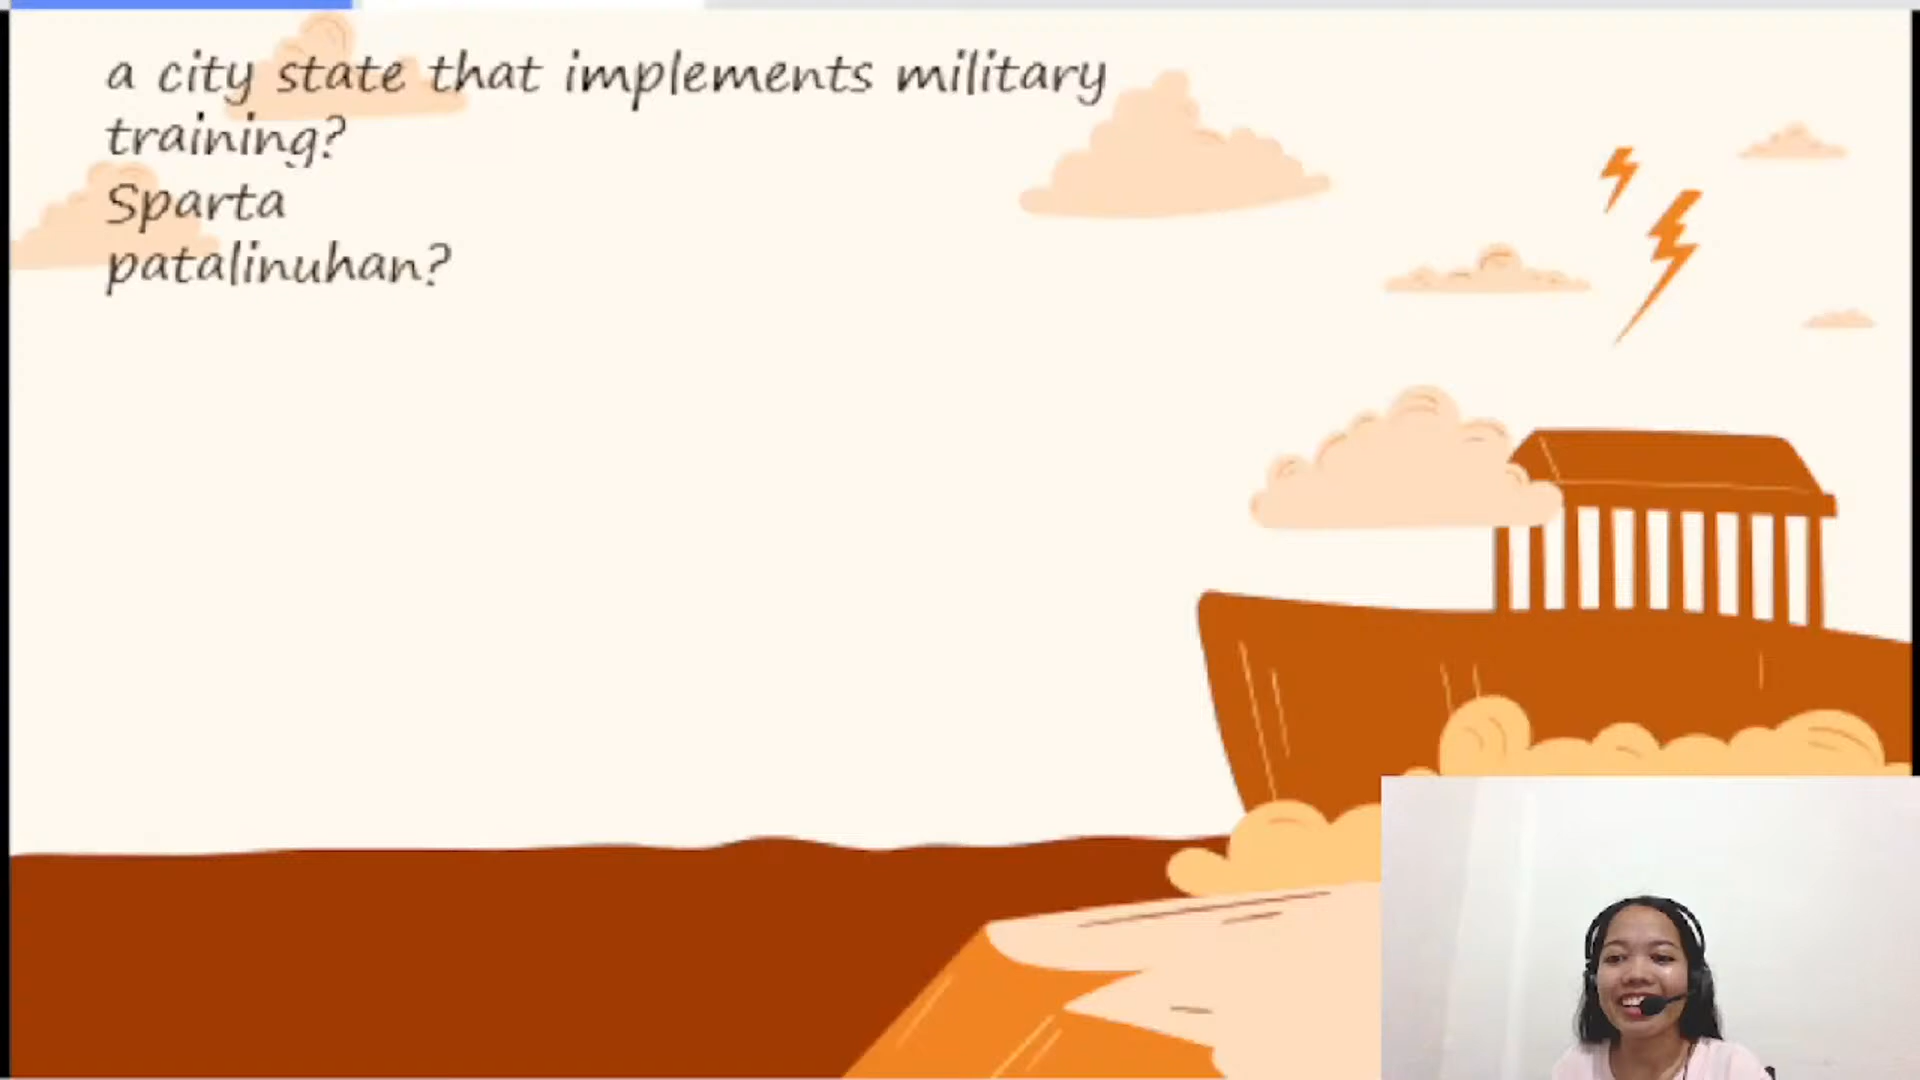 a city state that implements military
training?
Sparta
patalinuhan?